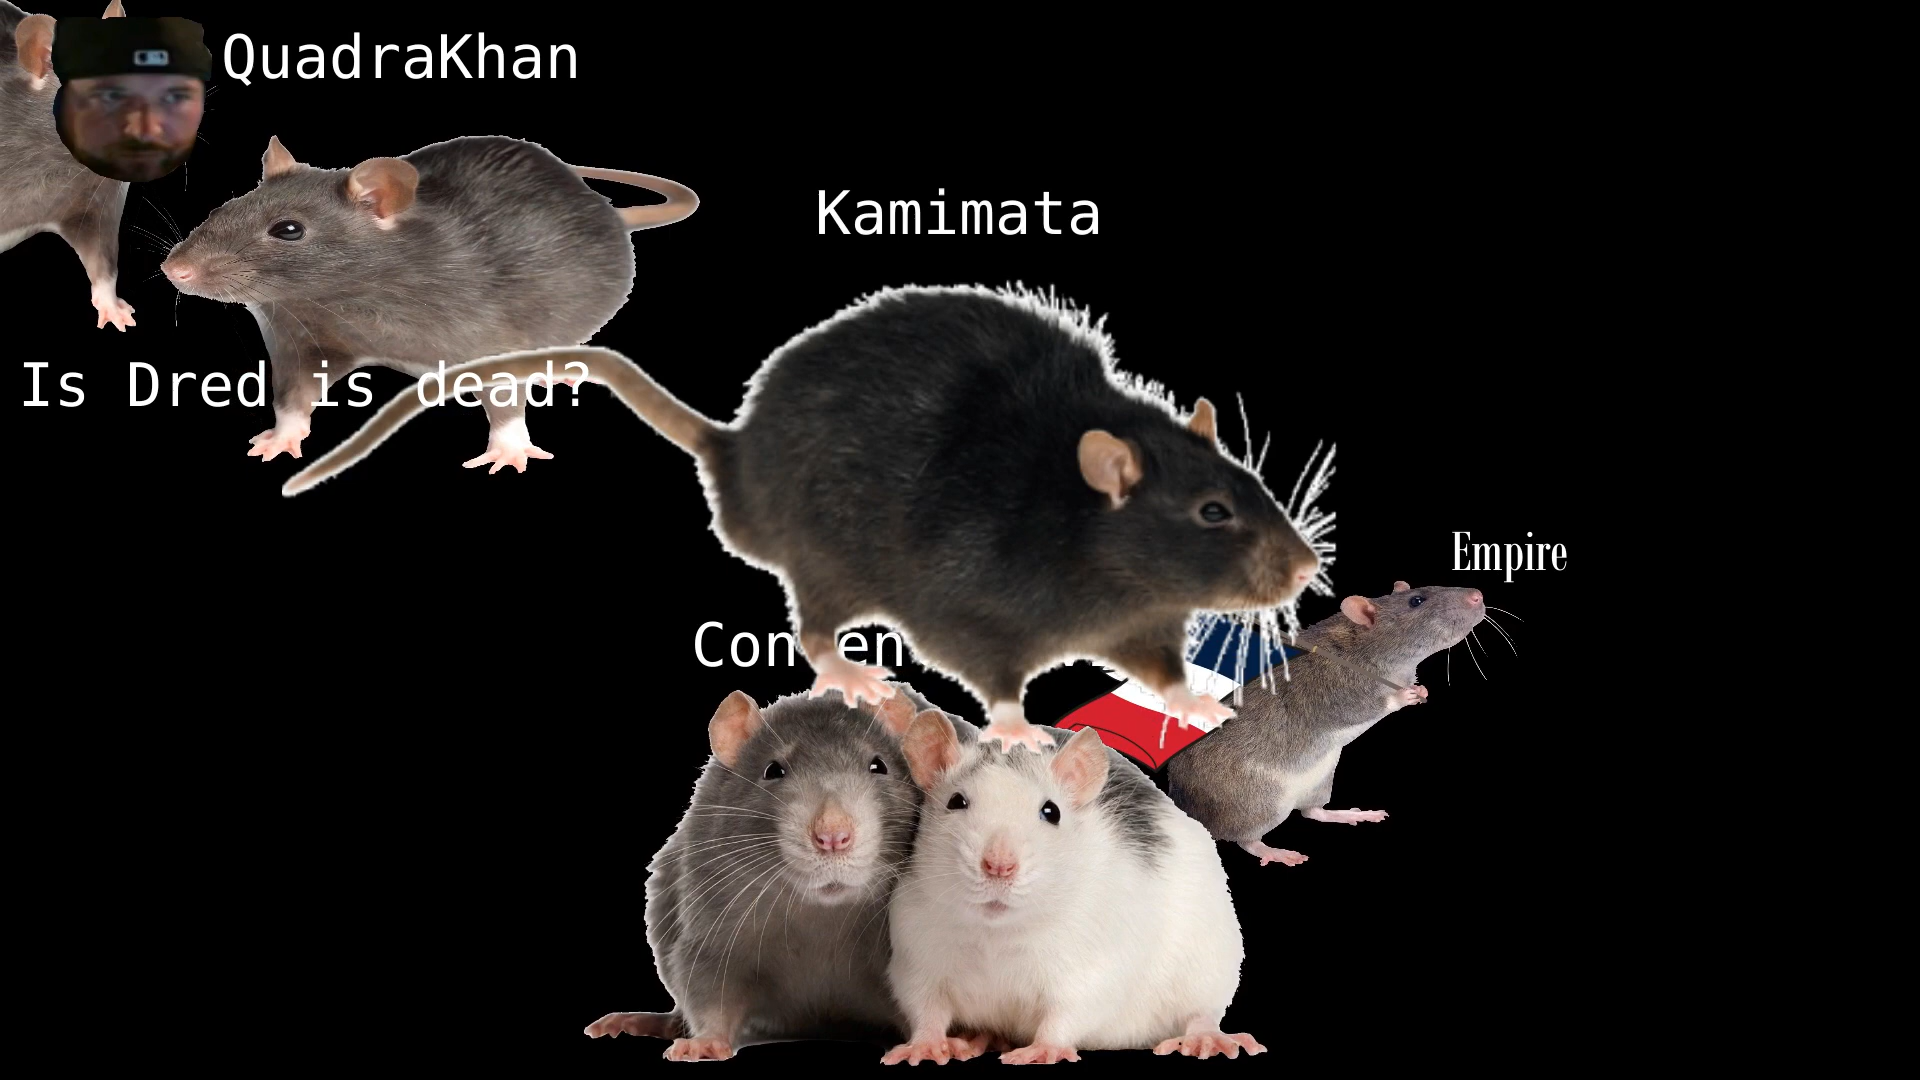 QuadraKhan
Kamimata
Is Dred is dead?
Empire